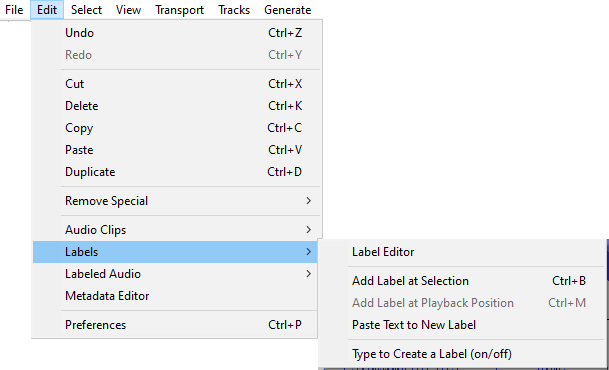 File Edit Select View Transport Tracks Generate
Undo Ctrl+Z
Redo Ctrl+Y
Cut Ctrl+X
Delete Ctrl+K
Copy Ctrl+C
Paste Ctrl+V
Duplicate Ctrl+D
Remove Special >
Audio Clips >
Labels >
Label Editor
Labeled Audio >
Add Label at Selection Ctrl+B
Metadata Editor
Add Label at Playback Position Ctrl+M
Preferences Ctrl+P
Paste Text to New Label
Type to Create a Label (on/off)